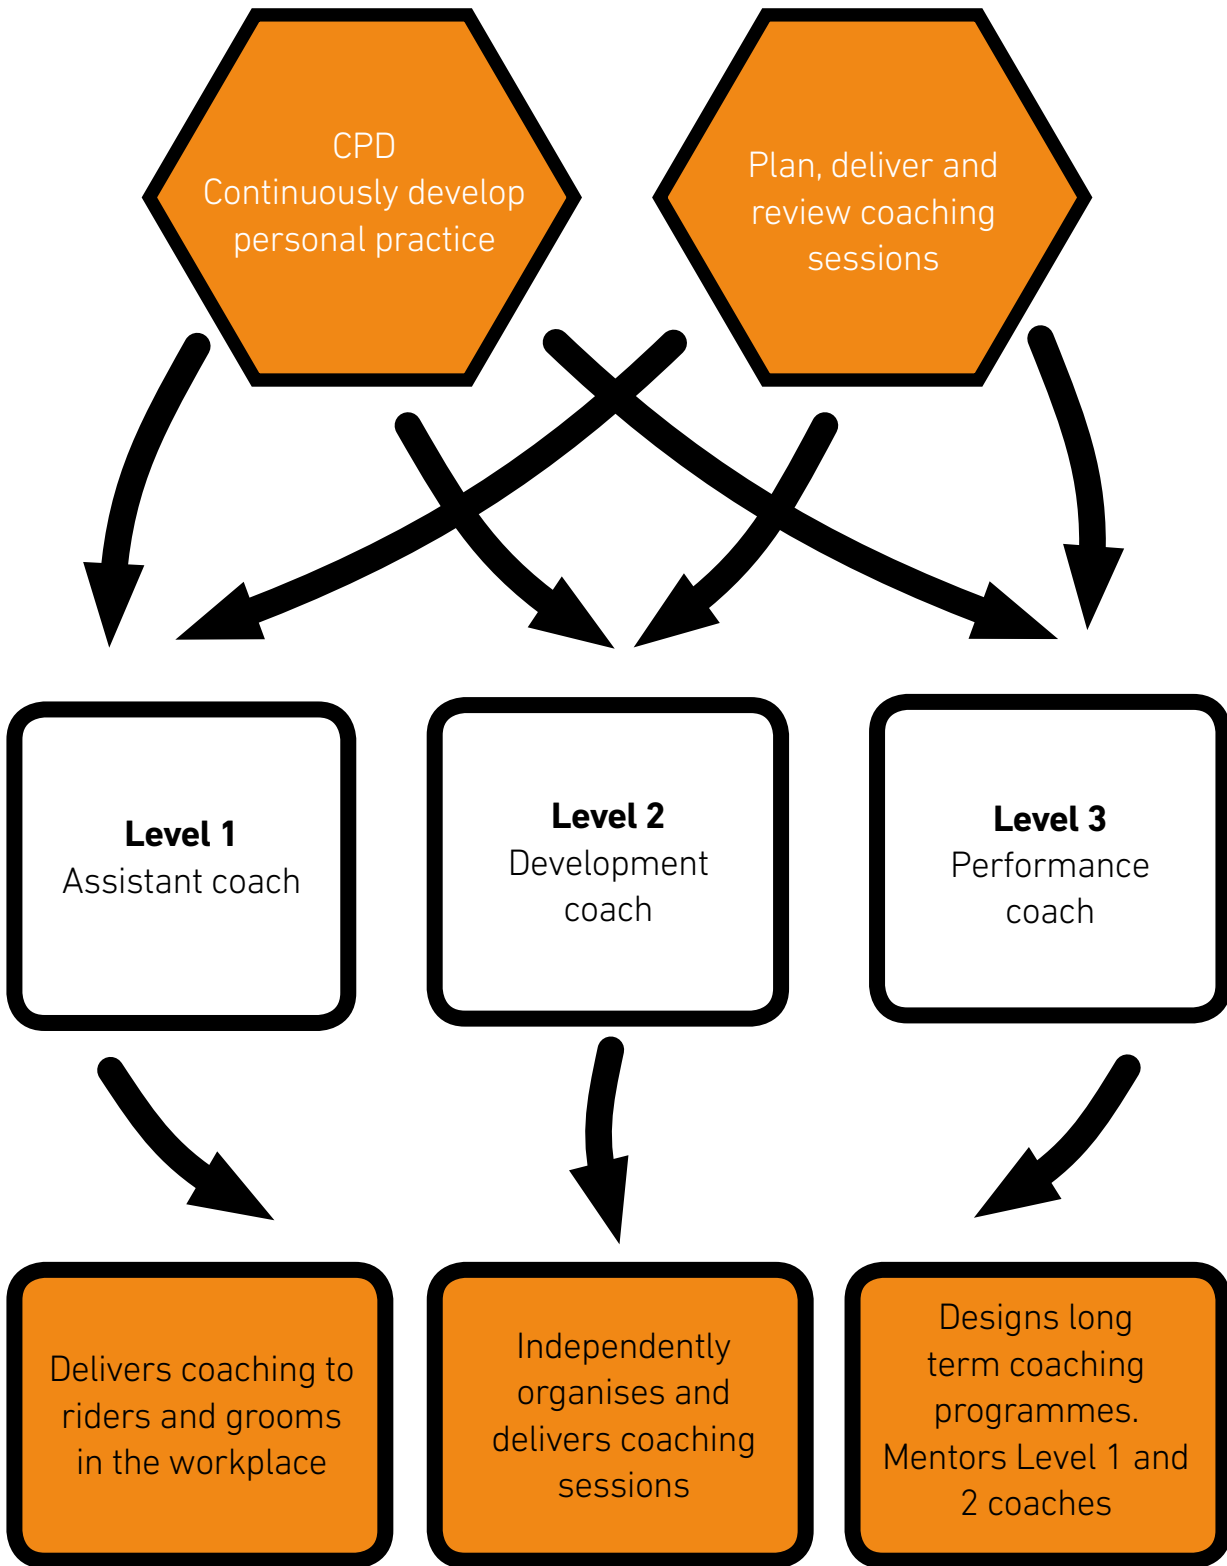 CPD
Continuously develop
personal practice
Plan, deliver and
review coaching
sessions
Level 1
Assistant coach
Level 2
Development
coach
Level 3
Performance
coach
Delivers coaching to
riders and grooms
in the workplace
Independently
organises and
delivers coaching
sessions
Designs long
term coaching
programmes.
Mentors Level 1 and
2 coaches